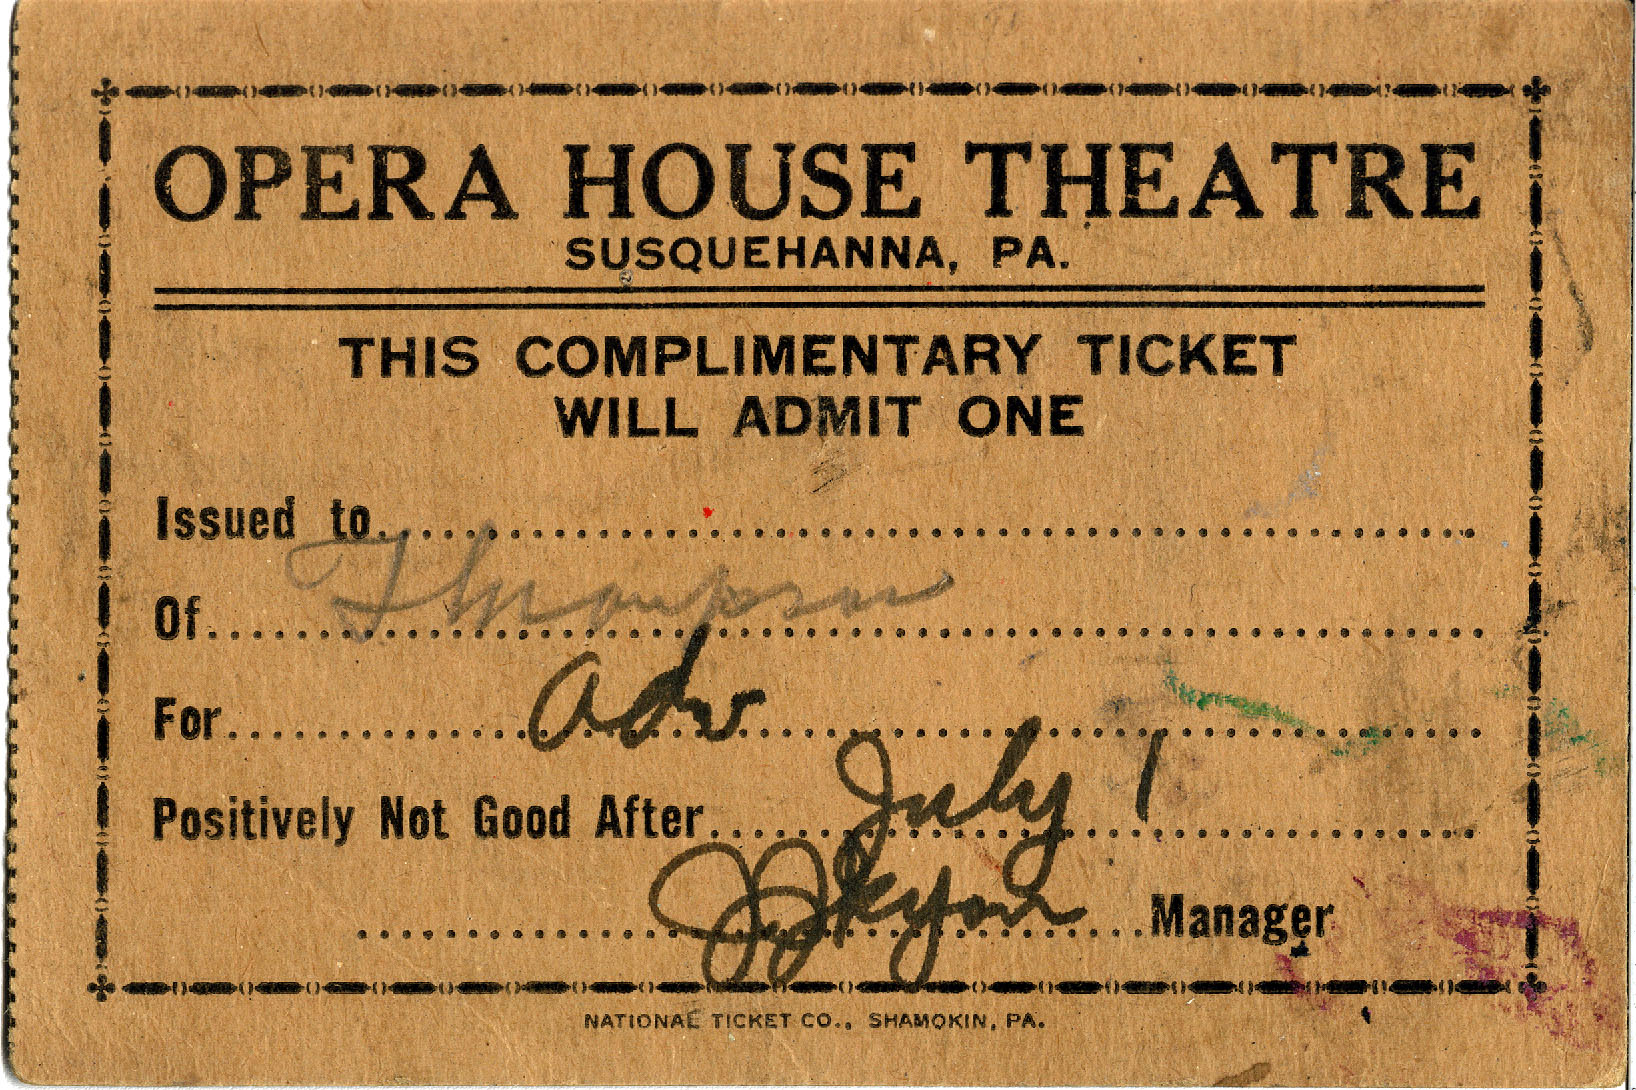 OPERA HOUSE THEATRE
SUSQUEHANNA, PA.
THIS COMPLIMENTARY TICKET
WILL ADMIT ONE
Issued to
Thompson
Of
For adv
Positively Not Good After July 1
Manager
NATIONAL TICKET CO., SHAMOKIN, PA.